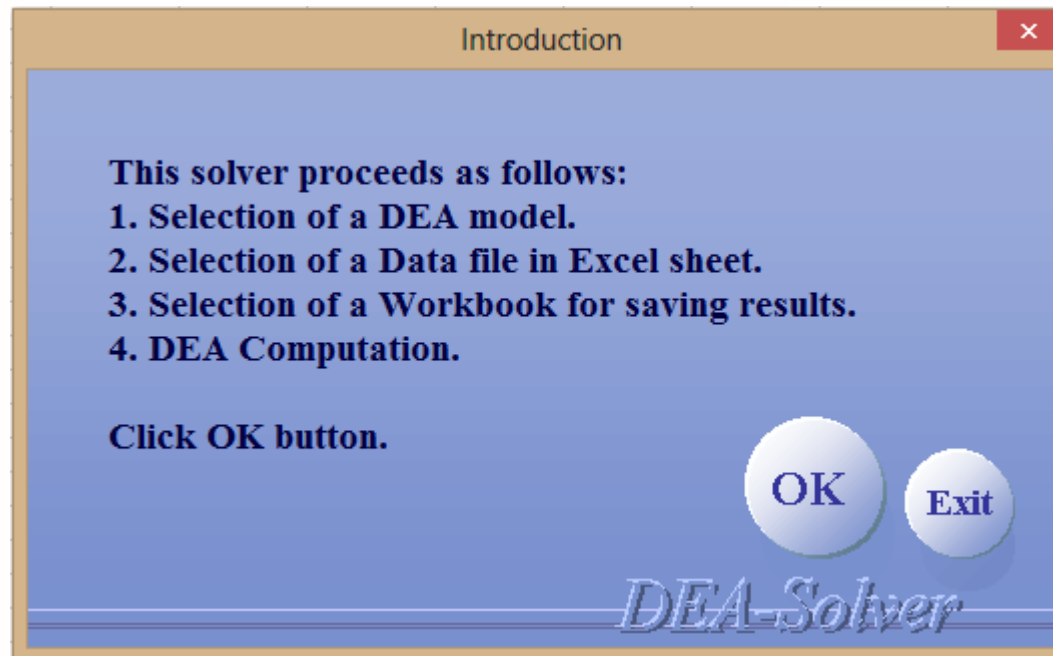 Introduction
This solver proceeds as follows:
1. Selection of a DEA model.
2. Selection of a Data file in Excel sheet.
3. Selection of a Workbook for saving results.
4. DEA Computation.
Click OK button.
OK
Exit
DEA-Solver